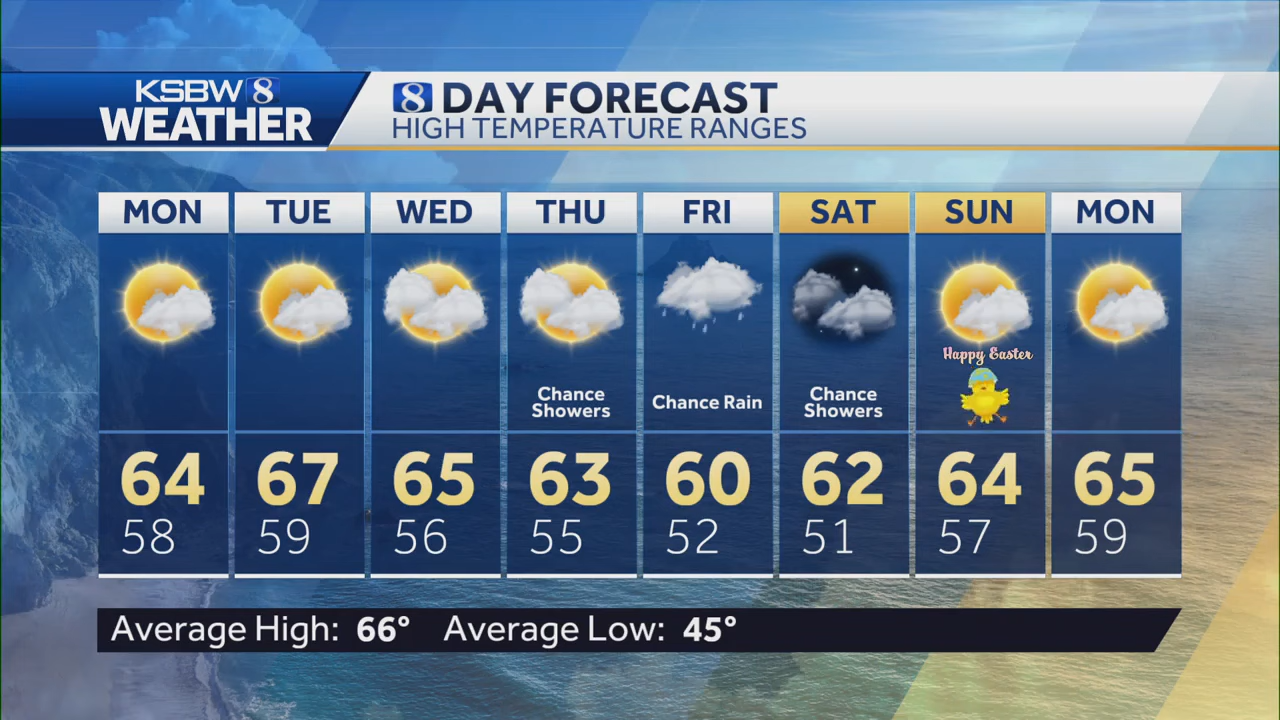 KSBW 8
WEATHER
8 DAY FORECAST
HIGH TEMPERATURE RANGES
MON TUE WED THU FRI SAT SUN MON
Happy Easter
Chance Showers
Chance Rain
Chance Showers
64 67 65 63 60 62 64 65
58 59 56 55 52 51 57 59
Average High: 66° Average Low: 45°